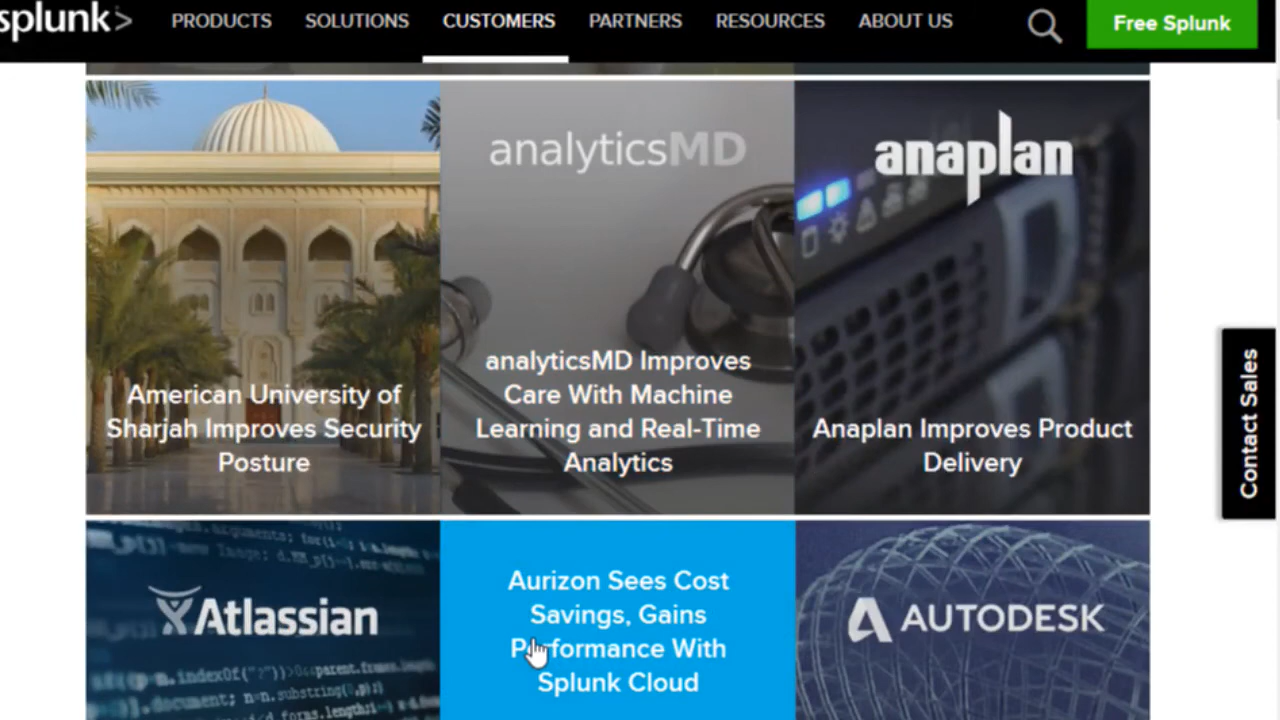 splunk>
PRODUCTS
SOLUTIONS
CUSTOMERS
PARTNERS
RESOURCES
ABOUT US
Free Splunk
analyticsMD
anaplan
American University of
Sharjah Improves Security
Posture
analyticsMD Improves
Care With Machine
Learning and Real-Time
Analytics
Anaplan Improves Product
Delivery
Contact Sales
Atlassian
Aurizon Sees Cost
Savings, Gains
Performance With
Splunk Cloud
AUTODESK